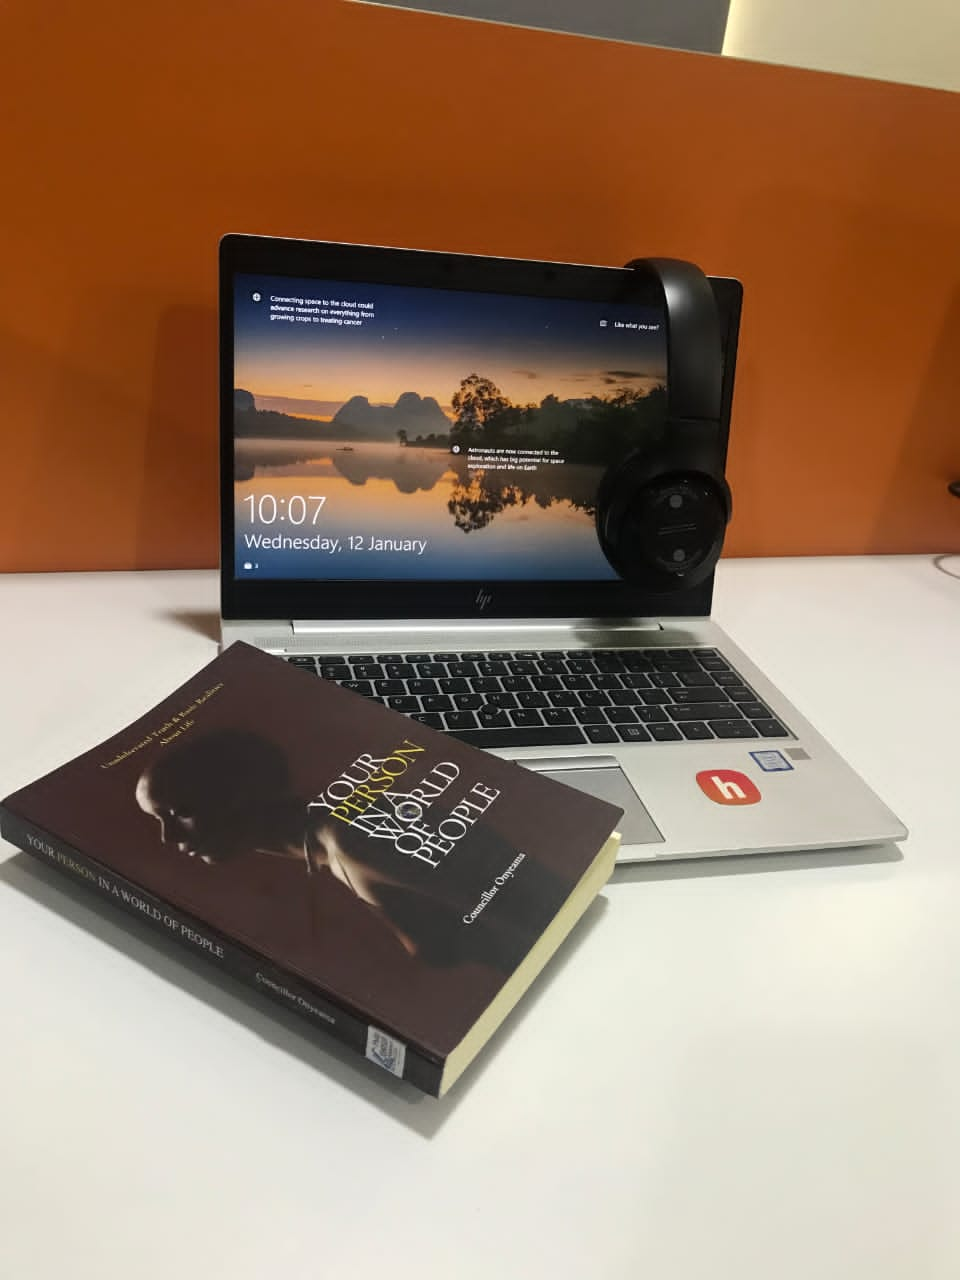 Connecting space to the cloud could
advance research on everything from
growing crops to treating cancer
Like what you see?
Astronauts are now connected to the
cloud, which has big potential for space
exploration and life on Earth
10:07
Wednesday, 12 January
3
hp
h
Unadulterated Truth & Basic Realities
About Life
YOUR
PERSON
IN A
WORLD
OF
PEOPLE
Councillor Onyeama
YOUR PERSON IN A WORLD OF PEOPLE
Councillor Onyeama